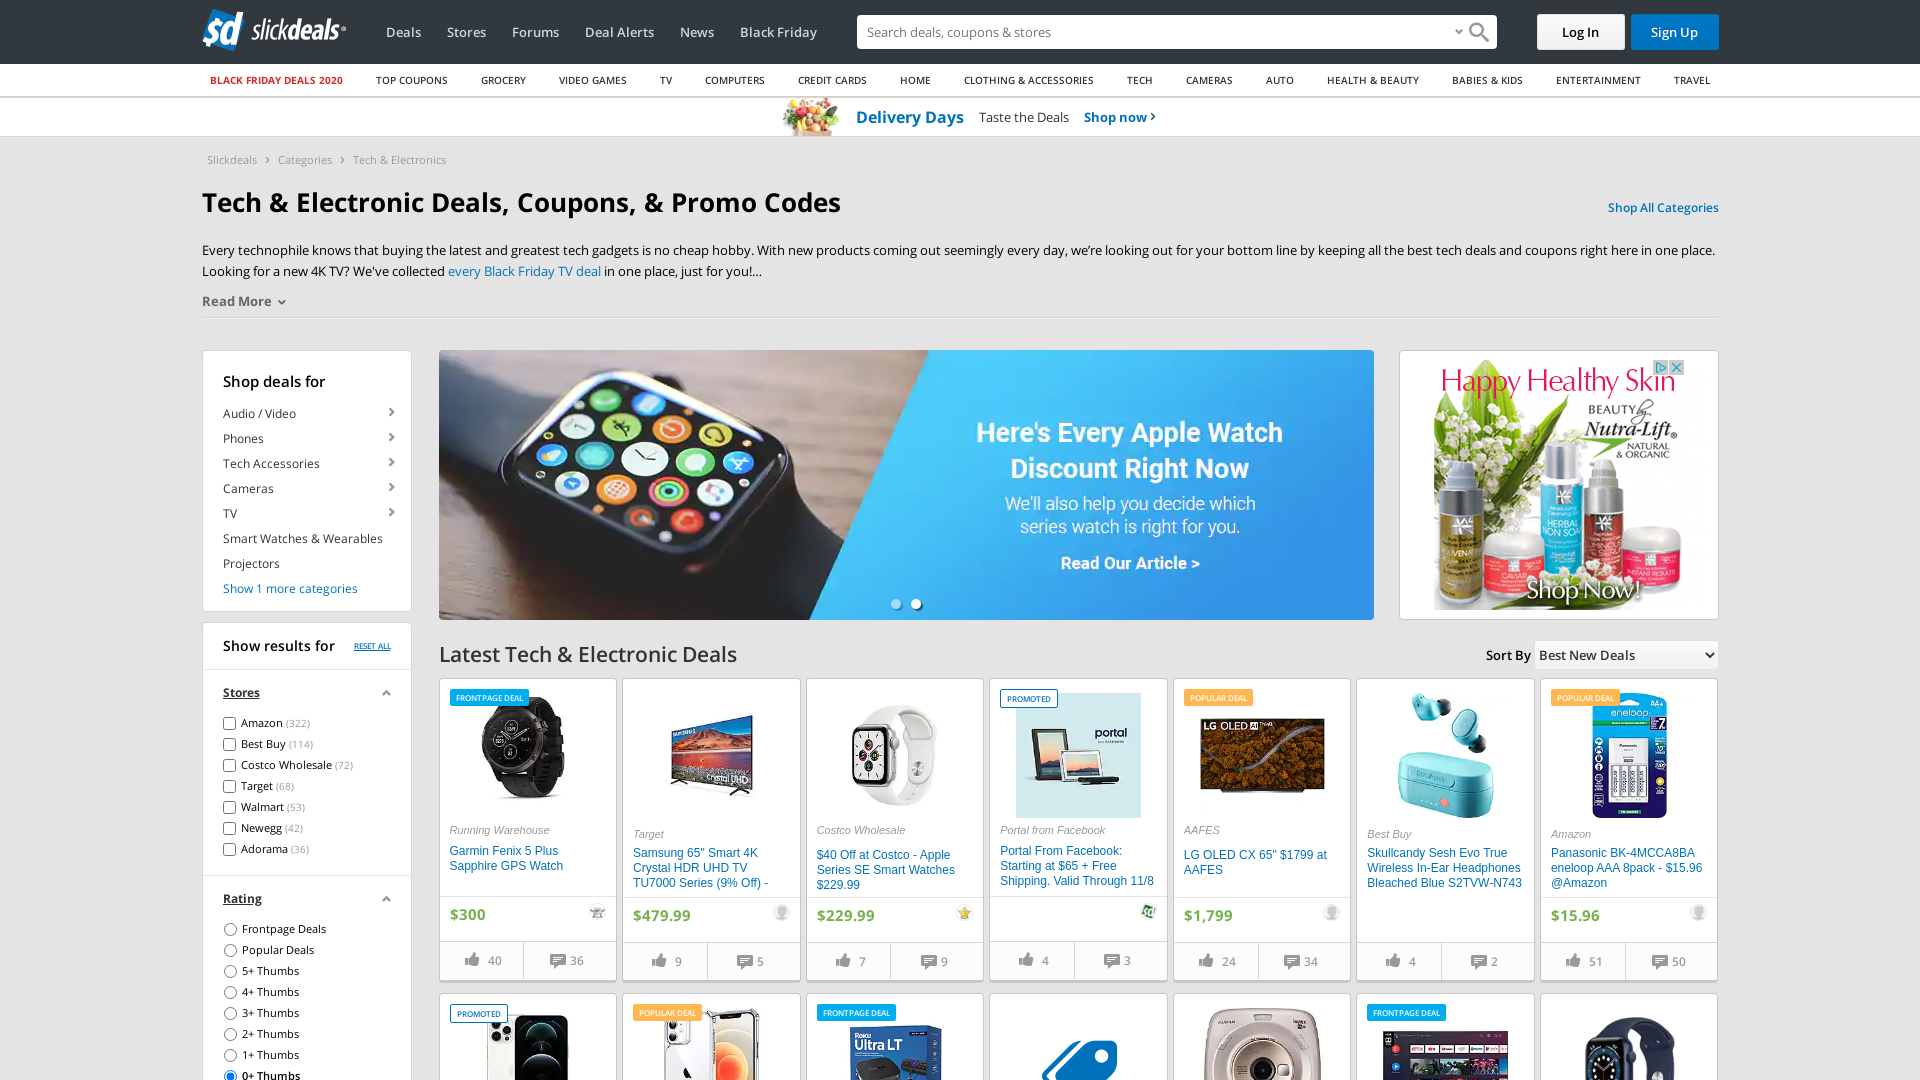 slickdeals
Deals
Stores
Forums
Deal Alerts
News
Black Friday
Search deals, coupons & stores
Log In
Sign Up
BLACK FRIDAY DEALS 2020
TOP COUPONS
GROCERY
VIDEO GAMES
TV
COMPUTERS
CREDIT CARDS
HOME
CLOTHING & ACCESSORIES
TECH
CAMERAS
AUTO
HEALTH & BEAUTY
BABIES & KIDS
ENTERTAINMENT
TRAVEL
Delivery Days Taste the Deals Shop now
Slickdeals > Categories > Tech & Electronics
Tech & Electronic Deals, Coupons, & Promo Codes
Shop All Categories
Every technophile knows that buying the latest and greatest tech gadgets is no cheap hobby. With new products coming out seemingly every day, we’re looking out for your bottom line by keeping all the best tech deals and coupons right here in one place.
Looking for a new 4K TV? We've collected every Black Friday TV deal in one place, just for you!...
Read More
Shop deals for
Audio / Video
Phones
Tech Accessories
Cameras
TV
Smart Watches & Wearables
Projectors
Show 1 more categories
Show results for
RESET ALL
Stores
Amazon (322)
Best Buy (114)
Costco Wholesale (72)
Target (68)
Walmart (53)
Newegg (42)
Adorama (36)
Rating
Frontpage Deals
Popular Deals
5+ Thumbs
4+ Thumbs
3+ Thumbs
2+ Thumbs
1+ Thumbs
0+ Thumbs
Here's Every Apple Watch
Discount Right Now
We'll also help you decide which
series watch is right for you.
Read Our Article >
Happy Healthy Skin
BEAUTY by
Nutra-Lift®
NATURAL
& ORGANIC
HERBAL
NON SOAP
CAVIAR
Shop Now!
Latest Tech & Electronic Deals
Sort By
Best New Deals
FRONTPAGE DEAL
Running Warehouse
Garmin Fenix 5 Plus
Sapphire GPS Watch
$300
40
36
SAMSUNG
Crystal UHD
Target
Samsung 65" Smart 4K
Crystal HDR UHD TV
TU7000 Series (9% Off) -
$479.99
9
5
Costco Wholesale
$40 Off at Costco - Apple
Series SE Smart Watches
$229.99
$229.99
7
9
PROMOTED
portal
Portal from Facebook
Portal From Facebook:
Starting at $65 + Free
Shipping. Valid Through 11/8
4
3
POPULAR DEAL
LG OLED AI ThinQ
AAFES
LG OLED CX 65" $1799 at
AAFES
$1,799
24
34
Best Buy
Skullcandy Sesh Evo True
Wireless In-Ear Headphones
Bleached Blue S2TVW-N743
4
2
POPULAR DEAL
AA+
eneloop
7
Panasonic
Amazon
Panasonic BK-4MCCA8BA
eneloop AAA 8pack - $15.96
@Amazon
$15.96
51
50
PROMOTED
POPULAR DEAL
FRONTPAGE DEAL
Roku
Ultra LT
FUJIFILM
FRONTPAGE DEAL